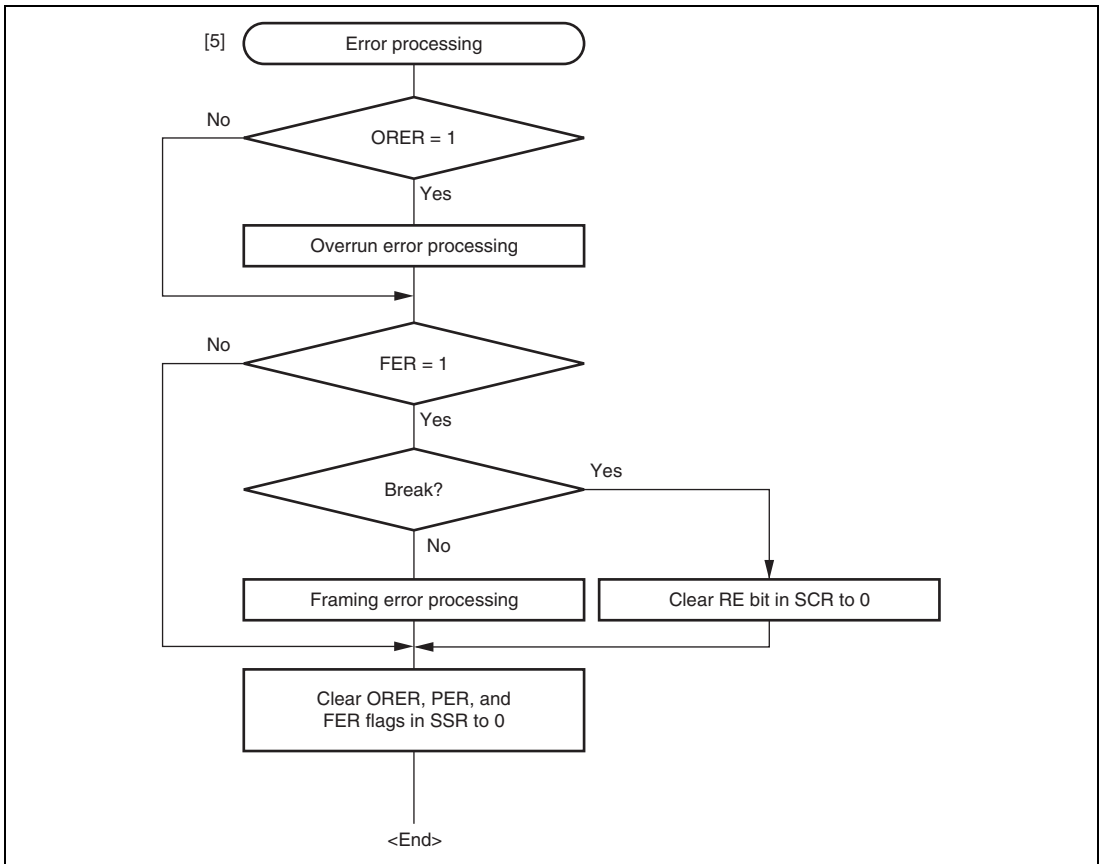 [5] Error processing
No
ORER = 1
Yes
Overrun error processing
No
FER = 1
Yes
Yes
Break?
No
Framing error processing
Clear RE bit in SCR to 0
Clear ORER, PER, and
FER flags in SSR to 0
<End>